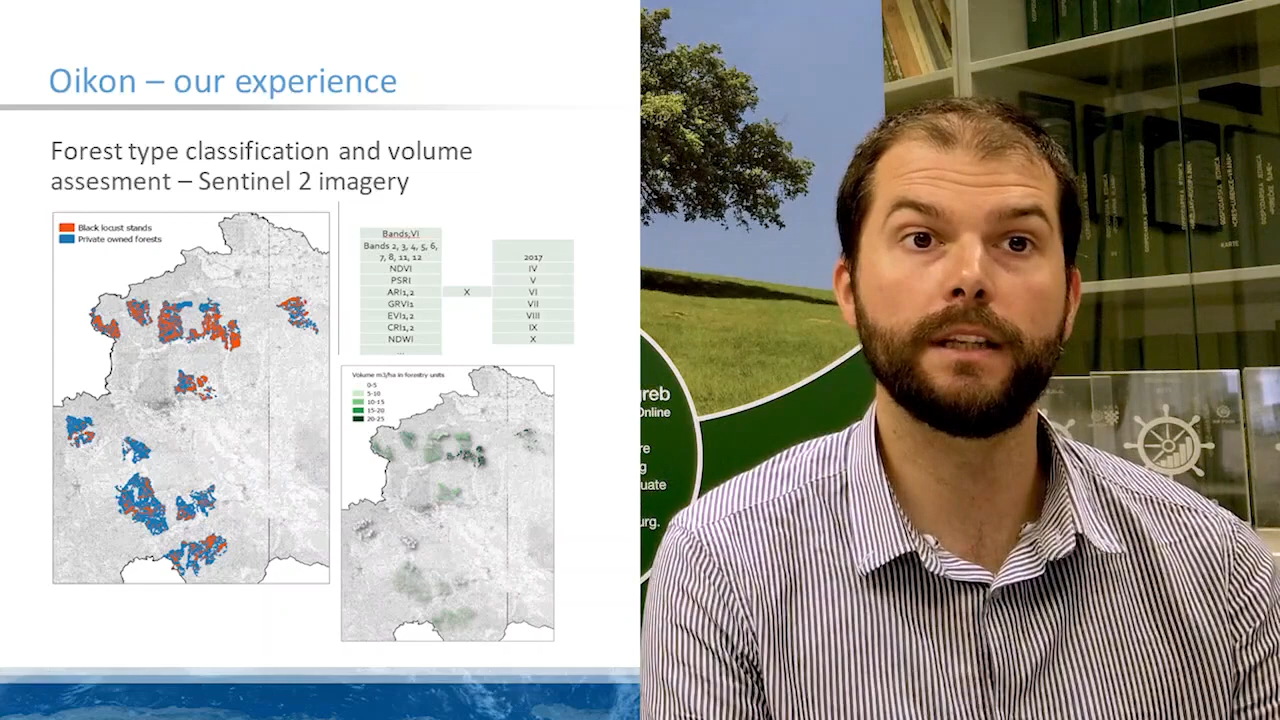 Oikon – our experience
Forest type classification and volume
assesment – Sentinel 2 imagery
Black locust stands
Private owned forests
Bands,VI
Bands 2, 3, 4, 5, 6,
7, 8, 11, 12
NDVI
PSRI
ARI1,2
GRVI1
EVI1,2
CRI1,2
NDWI
...
X
2017
IV
V
VI
VII
VIII
IX
X
Volume m3/ha in forestry units
0-5
5-10
10-15
15-20
20-25
reb
Online
re
g
uate
urg.
KARTE